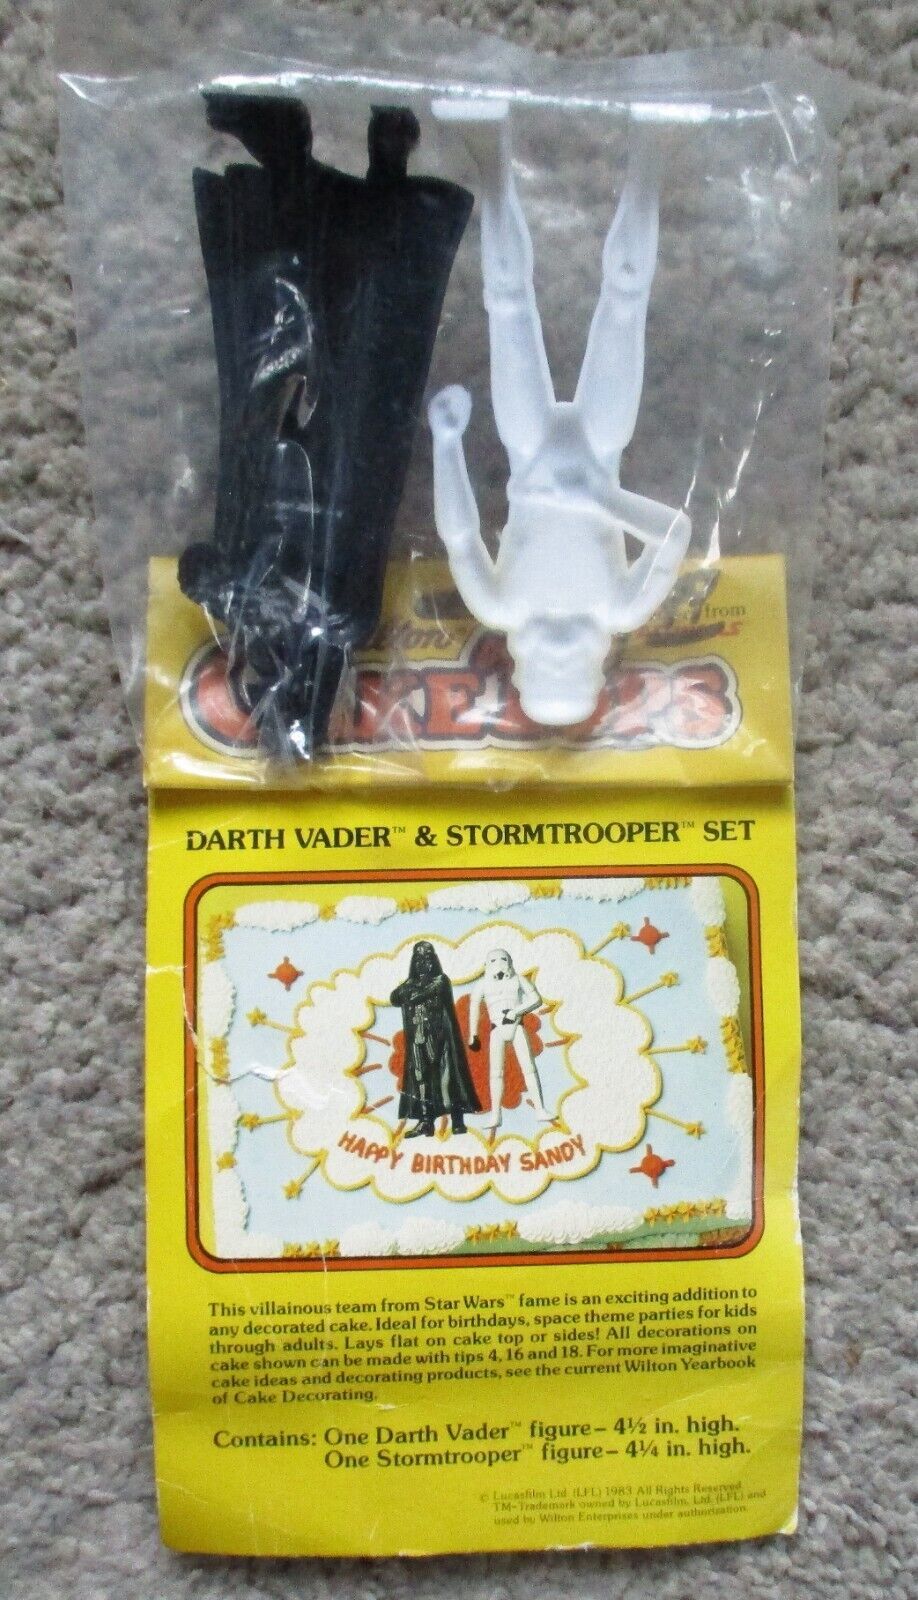 from
CAKE TOPS
DARTH VADER™ & STORMTROOPER™ SET
HAPPY BIRTHDAY SANDY
This villainous team from Star Wars™ fame is an exciting addition to
any decorated cake. Ideal for birthdays, space theme parties for kids
through adults. Lays flat on cake top or sides! All decorations on
cake shown can be made with tips 4, 16 and 18. For more imaginative
cake ideas and decorating products, see the current Wilton Yearbook
of Cake Decorating.
Contains: One Darth Vader™ figure– 4½ in. high.
One Stormtrooper™ figure– 4¼ in. high.
© Lucasfilm Ltd. (LFL) 1983 All Rights Reserved
TM-Trademark owned by Lucasfilm, Ltd. (LFL) and
used by Wilton Enterprises under authorization.